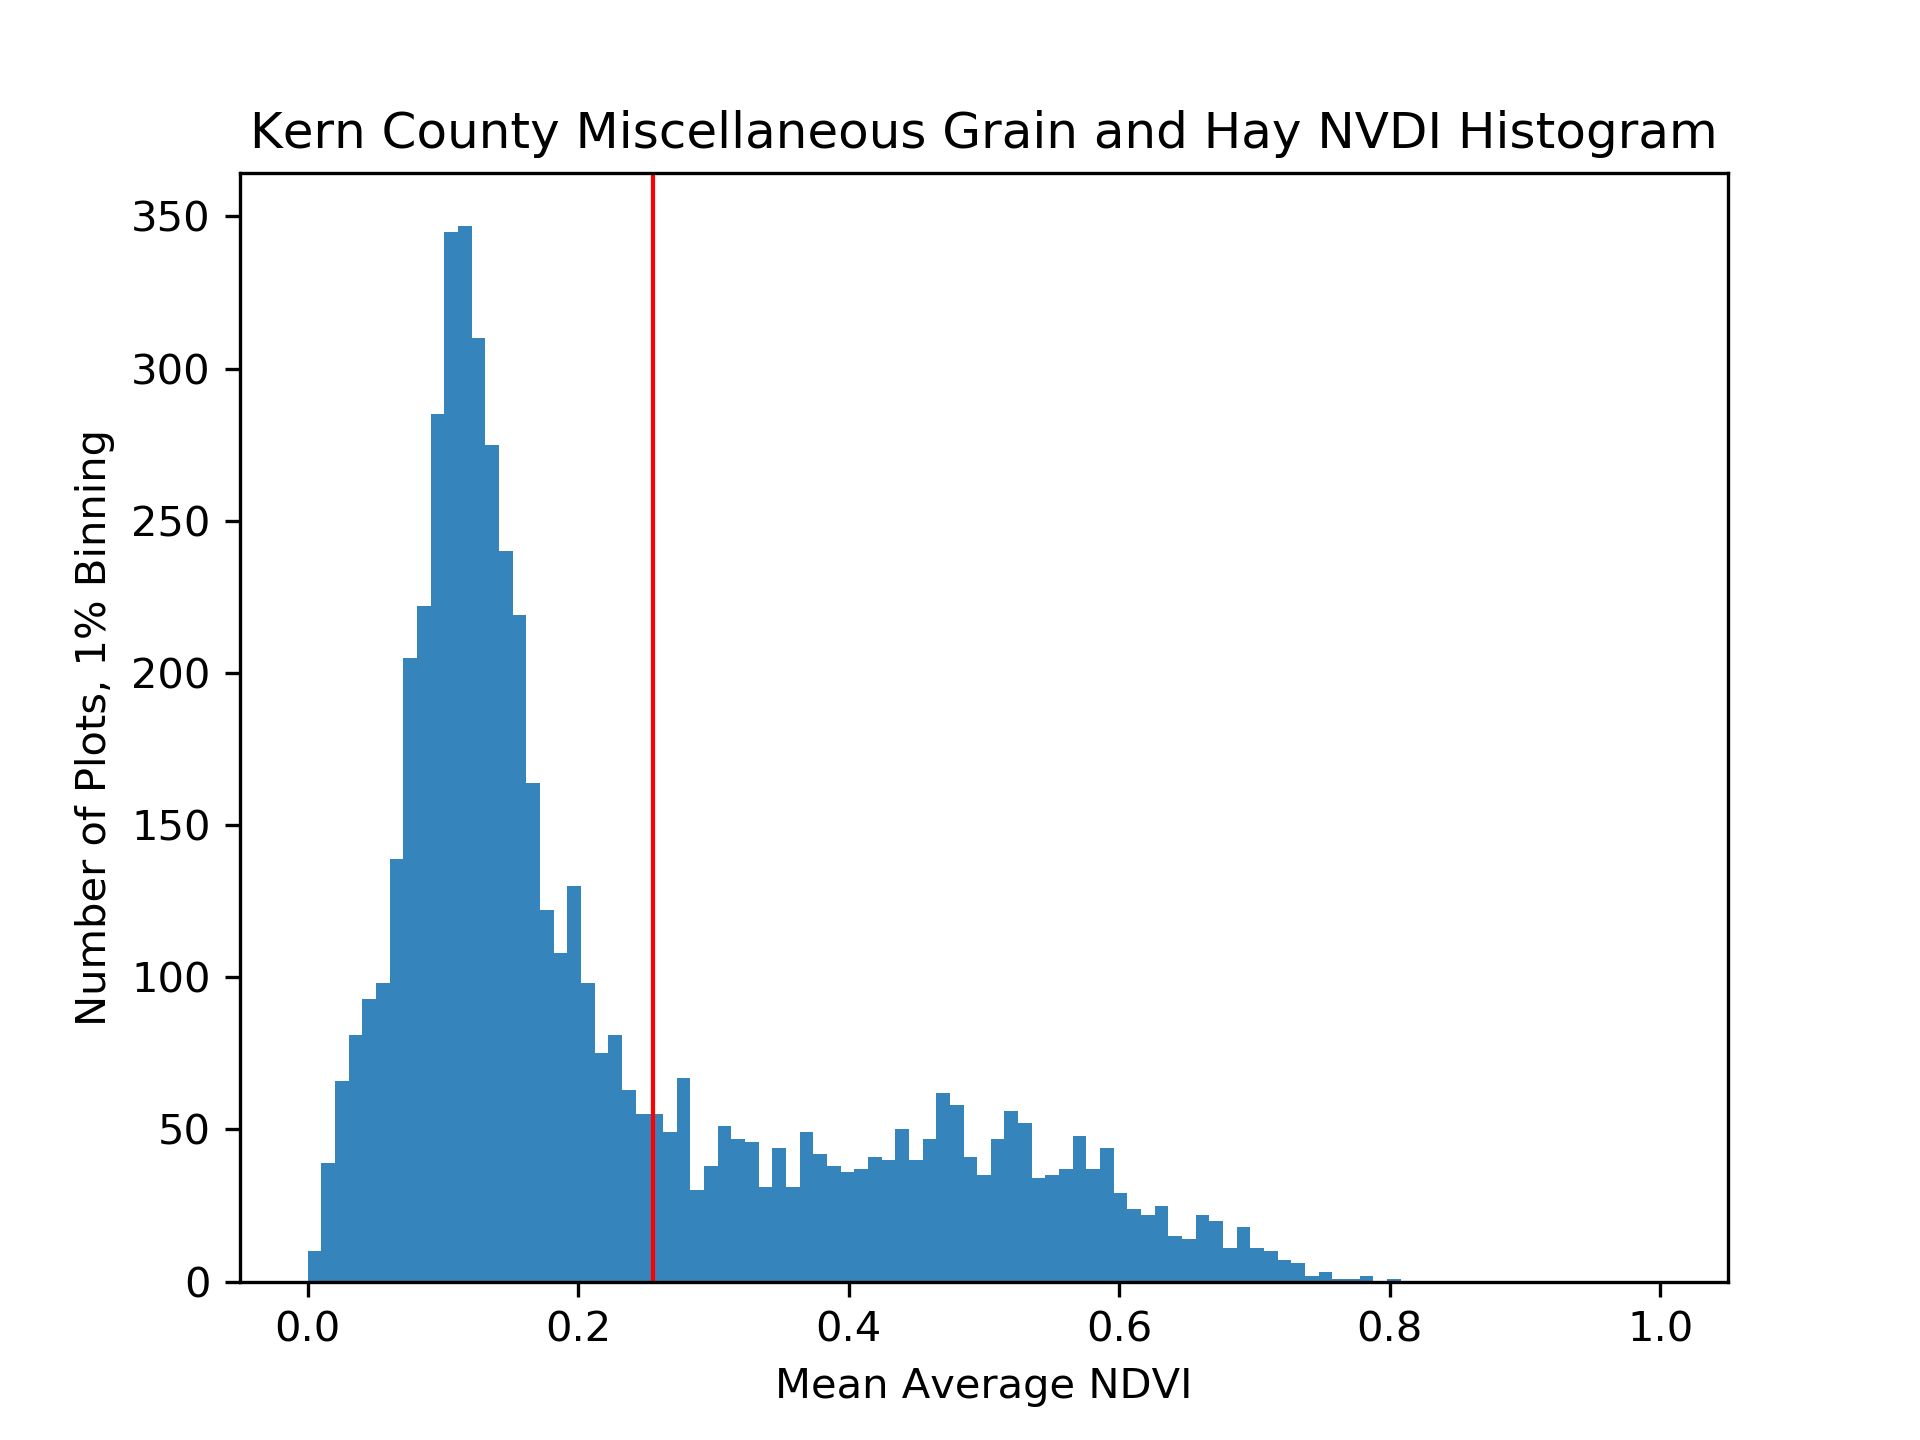 Kern County Miscellaneous Grain and Hay NVDI Histogram
350
300
250
200
150
100
50
0
Number of Plots, 1% Binning
0.0 0.2 0.4 0.6 0.8 1.0
Mean Average NDVI